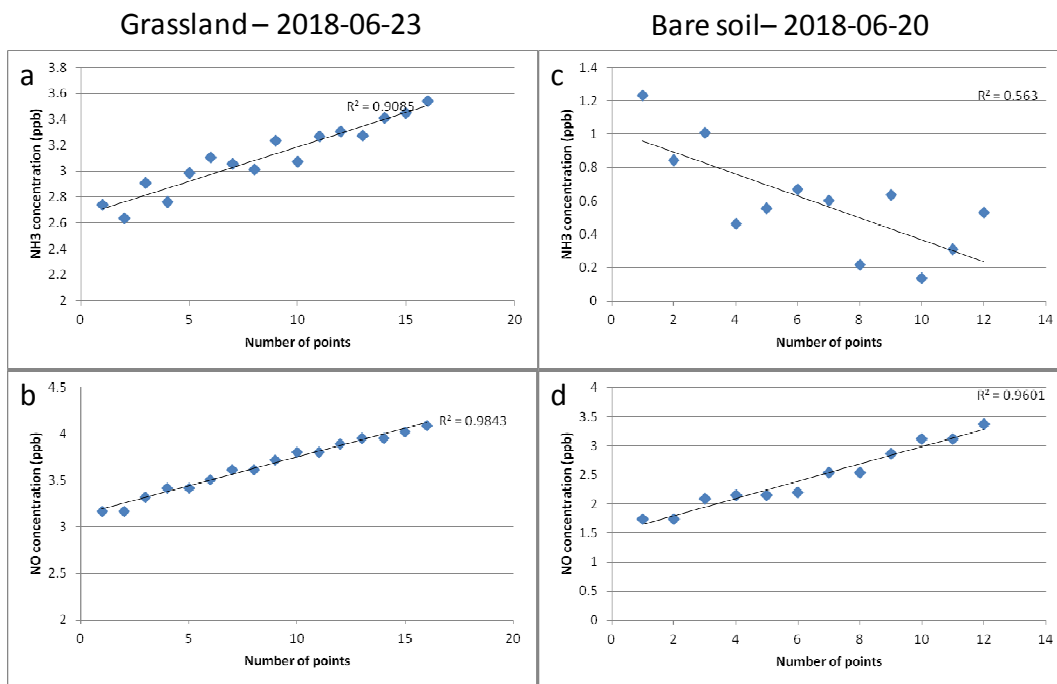 Grassland – 2018-06-23
Bare soil– 2018-06-20
a
NH3 concentration (ppb)
3.8
3.6
3.4
3.2
3
2.8
2.6
2.4
2.2
2
R² = 0.9085
0 5 10 15 20
Number of points
c
NH3 concentration (ppb)
1.4
1.2
1
0.8
0.6
0.4
0.2
0
R² = 0.563
0 2 4 6 8 10 12 14
Number of points
b
NO concentration (ppb)
4.5
4
3.5
3
2.5
2
R² = 0.9843
0 5 10 15 20
Number of points
d
NO concentration (ppb)
4
3.5
3
2.5
2
1.5
1
0.5
0
R² = 0.9601
0 2 4 6 8 10 12 14
Number of points